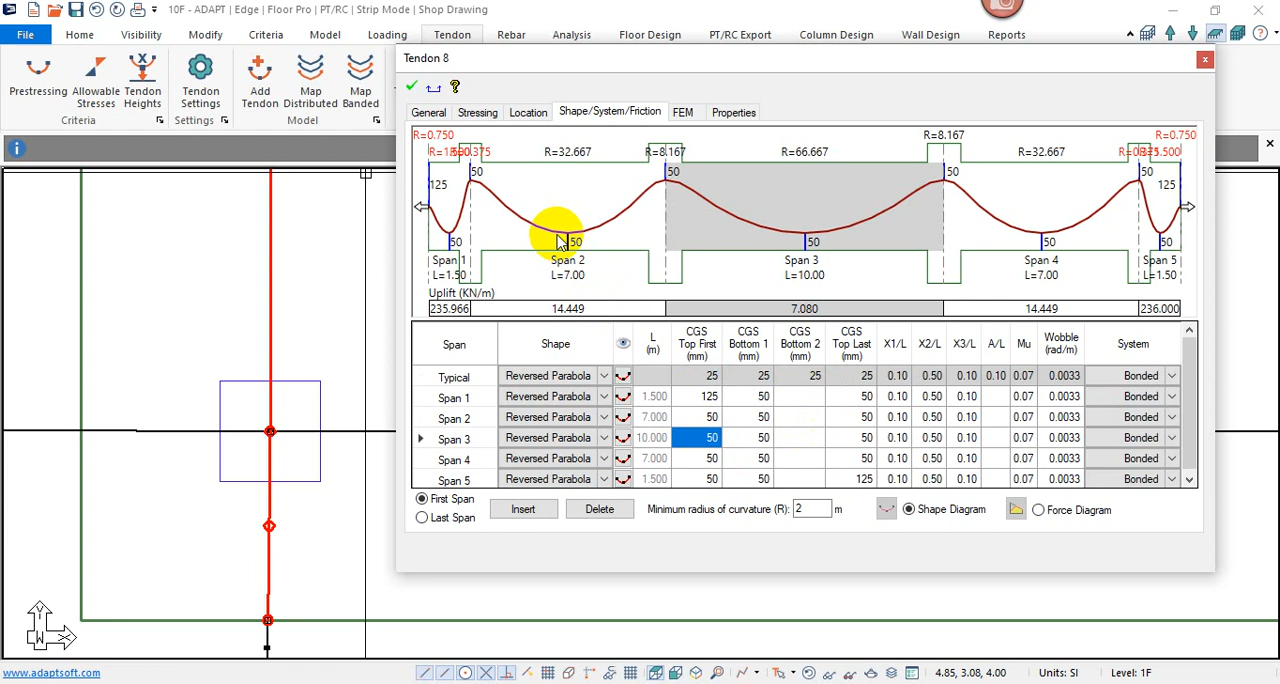 10F - ADAPT | Edge | Floor Pro | PT/RC | Strip Mode | Shop Drawing
File Home Visibility Modify Criteria Model Loading Tendon Rebar Analysis Floor Design PT/RC Export Column Design Wall Design Reports
Prestressing Allowable Stresses Tendon Heights Tendon Settings Add Tendon Map Distributed Map Banded
Criteria Settings Model
Tendon 8
General Stressing Location Shape/System/Friction FEM Properties
R=0.750 R=8.167 R=0.750
R=32.667 R=8.167 R=66.667 R=32.667
50 50 50 50
125 125
50 50 50 50 50
Span 1 Span 2 Span 3 Span 4 Span 5
L=1.50 L=7.00 L=10.00 L=7.00 L=1.50
Uplift (KN/m)
235.966 14.449 7.080 14.449 236.000
Span Shape L (m) CGS Top First (mm) CGS Bottom 1 (mm) CGS Bottom 2 (mm) CGS Top Last (mm) X1/L X2/L X3/L A/L Mu Wobble (rad/m) System
Typical Reversed Parabola 25 25 25 25 0.10 0.50 0.10 0.10 0.07 0.0033 Bonded
Span 1 Reversed Parabola 1.500 125 50 50 0.10 0.50 0.10 0.07 0.0033 Bonded
Span 2 Reversed Parabola 7.000 50 50 50 0.10 0.50 0.10 0.07 0.0033 Bonded
Span 3 Reversed Parabola 10.000 50 50 50 0.10 0.50 0.10 0.07 0.0033 Bonded
Span 4 Reversed Parabola 7.000 50 50 50 0.10 0.50 0.10 0.07 0.0033 Bonded
Span 5 Reversed Parabola 1.500 50 50 125 0.10 0.50 0.10 0.07 0.0033 Bonded
First Span
Last Span
Insert Delete Minimum radius of curvature (R): 2 m Shape Diagram Force Diagram
Y
W X
www.adaptsoft.com 4.85, 3.08, 4.00 Units: SI Level: 1F